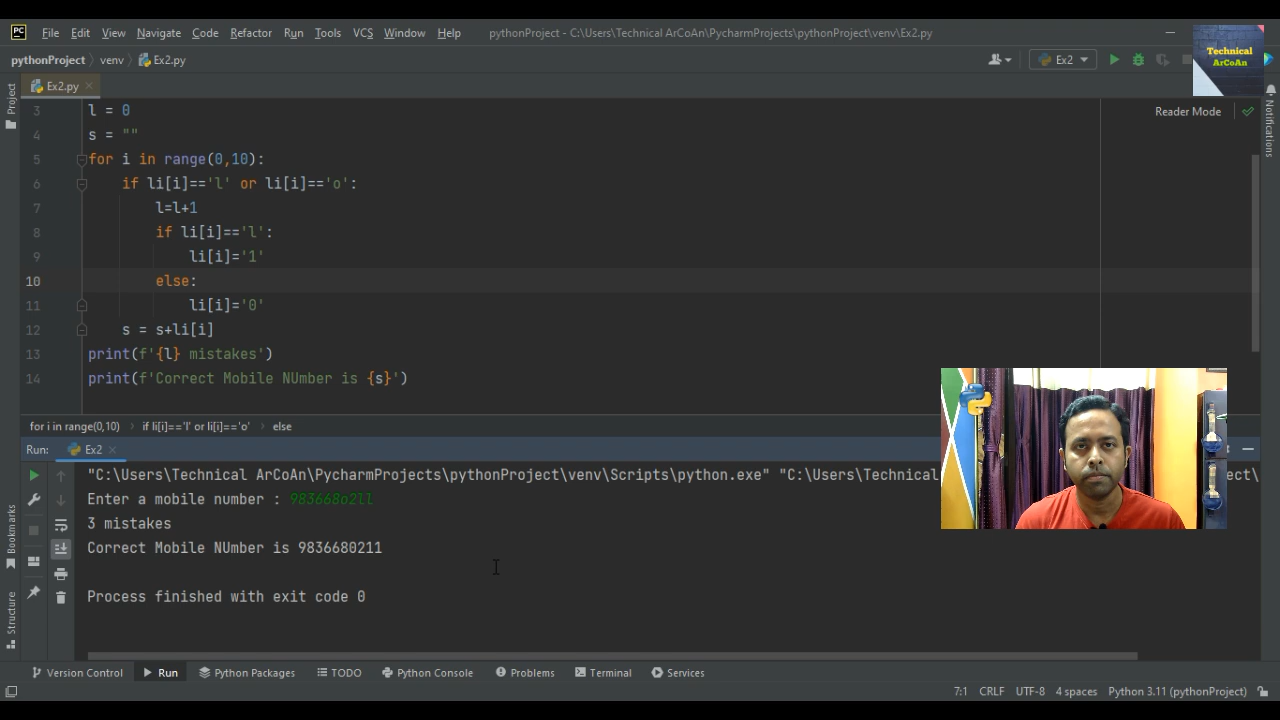 PC File Edit View Navigate Code Refactor Run Tools VCS Window Help pythonProject - C:\Users\Technical ArCoAn\PycharmProjects\pythonProject\venv\Ex2.py
Technical
ArCoAn
pythonProject venv Ex2.py Ex2
Project
Ex2.py
Notifications
Reader Mode
3 l = 0
4 s = ""
5 for i in range(0,10):
6 if li[i]=='l' or li[i]=='o':
7 l=l+1
8 if li[i]=='l':
9 li[i]='1'
10 else:
11 li[i]='0'
12 s = s+li[i]
13 print(f'{l} mistakes')
14 print(f'Correct Mobile NUmber is {s}')
for i in range(0,10) if li[i]=='l' or li[i]=='o' else
Run: Ex2
"C:\Users\Technical ArCoAn\PycharmProjects\pythonProject\venv\Scripts\python.exe" "C:\Users\Technical
Enter a mobile number : 983668o2ll
3 mistakes
Correct Mobile NUmber is 9836680211
Process finished with exit code 0
Bookmarks
Structure
Version Control Run Python Packages TODO Python Console Problems Terminal Services
7:1 CRLF UTF-8 4 spaces Python 3.11 (pythonProject)